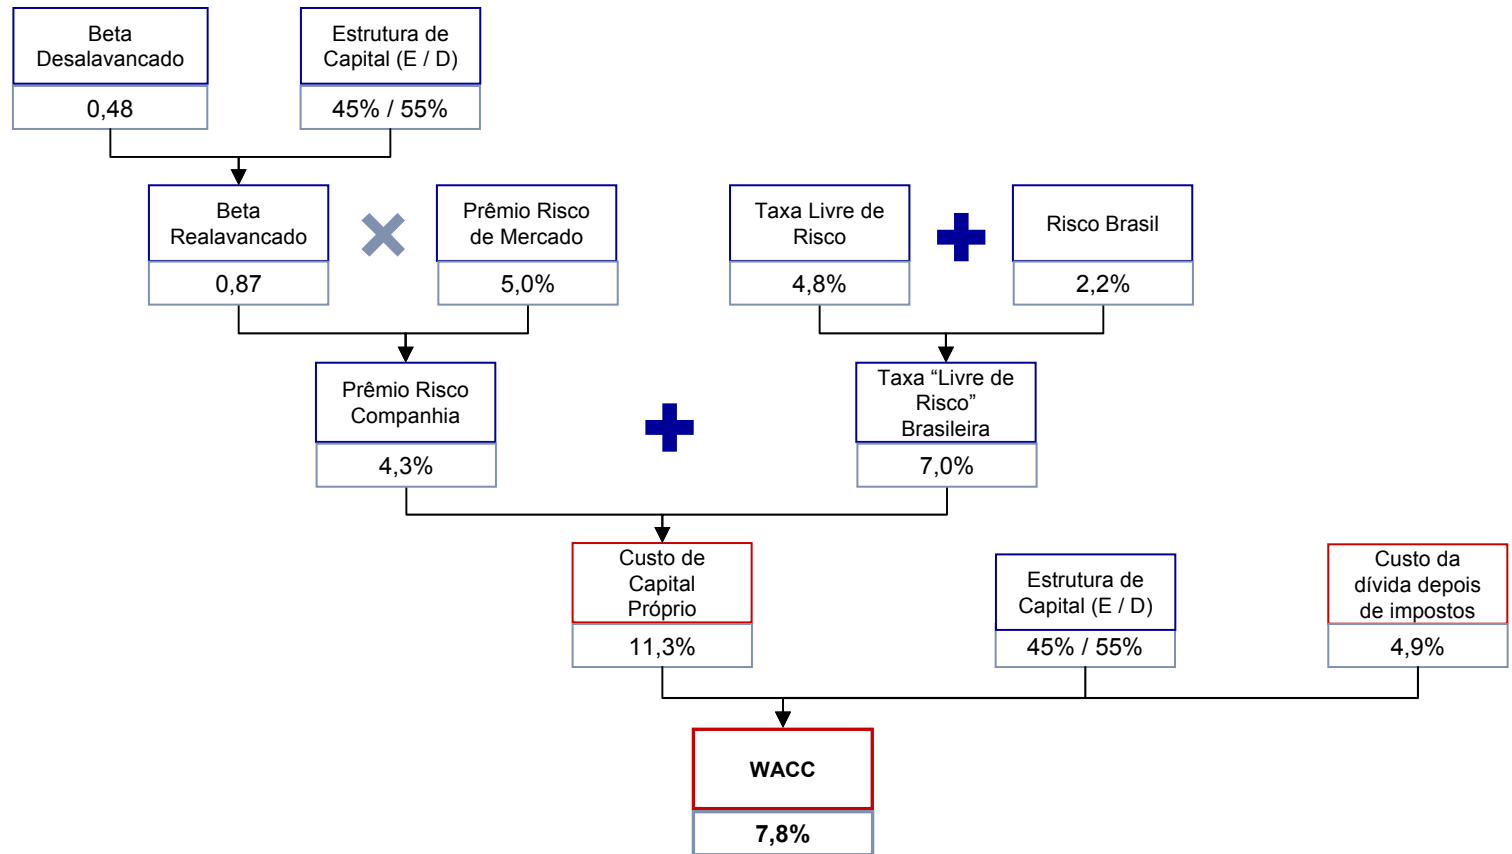 Beta
Desalavancado
0,48
Estrutura de
Capital (E / D)
45% / 55%
Beta
Realavancado
0,87
Prêmio Risco
de Mercado
5,0%
Taxa Livre de
Risco
4,8%
Risco Brasil
2,2%
Prêmio Risco
Companhia
4,3%
Taxa “Livre de
Risco”
Brasileira
7,0%
Custo de
Capital
Próprio
11,3%
Estrutura de
Capital (E / D)
45% / 55%
Custo da
dívida depois
de impostos
4,9%
WACC
7,8%